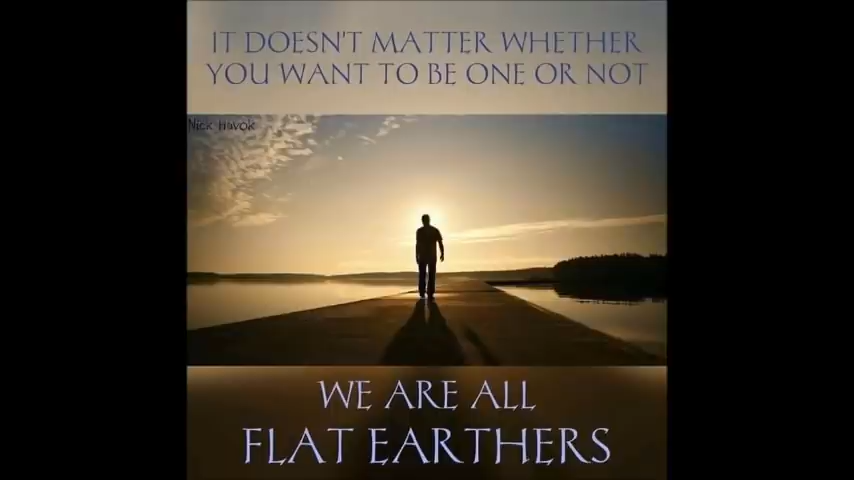 IT DOESN'T MATTER WHETHER
YOU WANT TO BE ONE OR NOT
Nick Havok
WE ARE ALL
FLAT EARTHERS